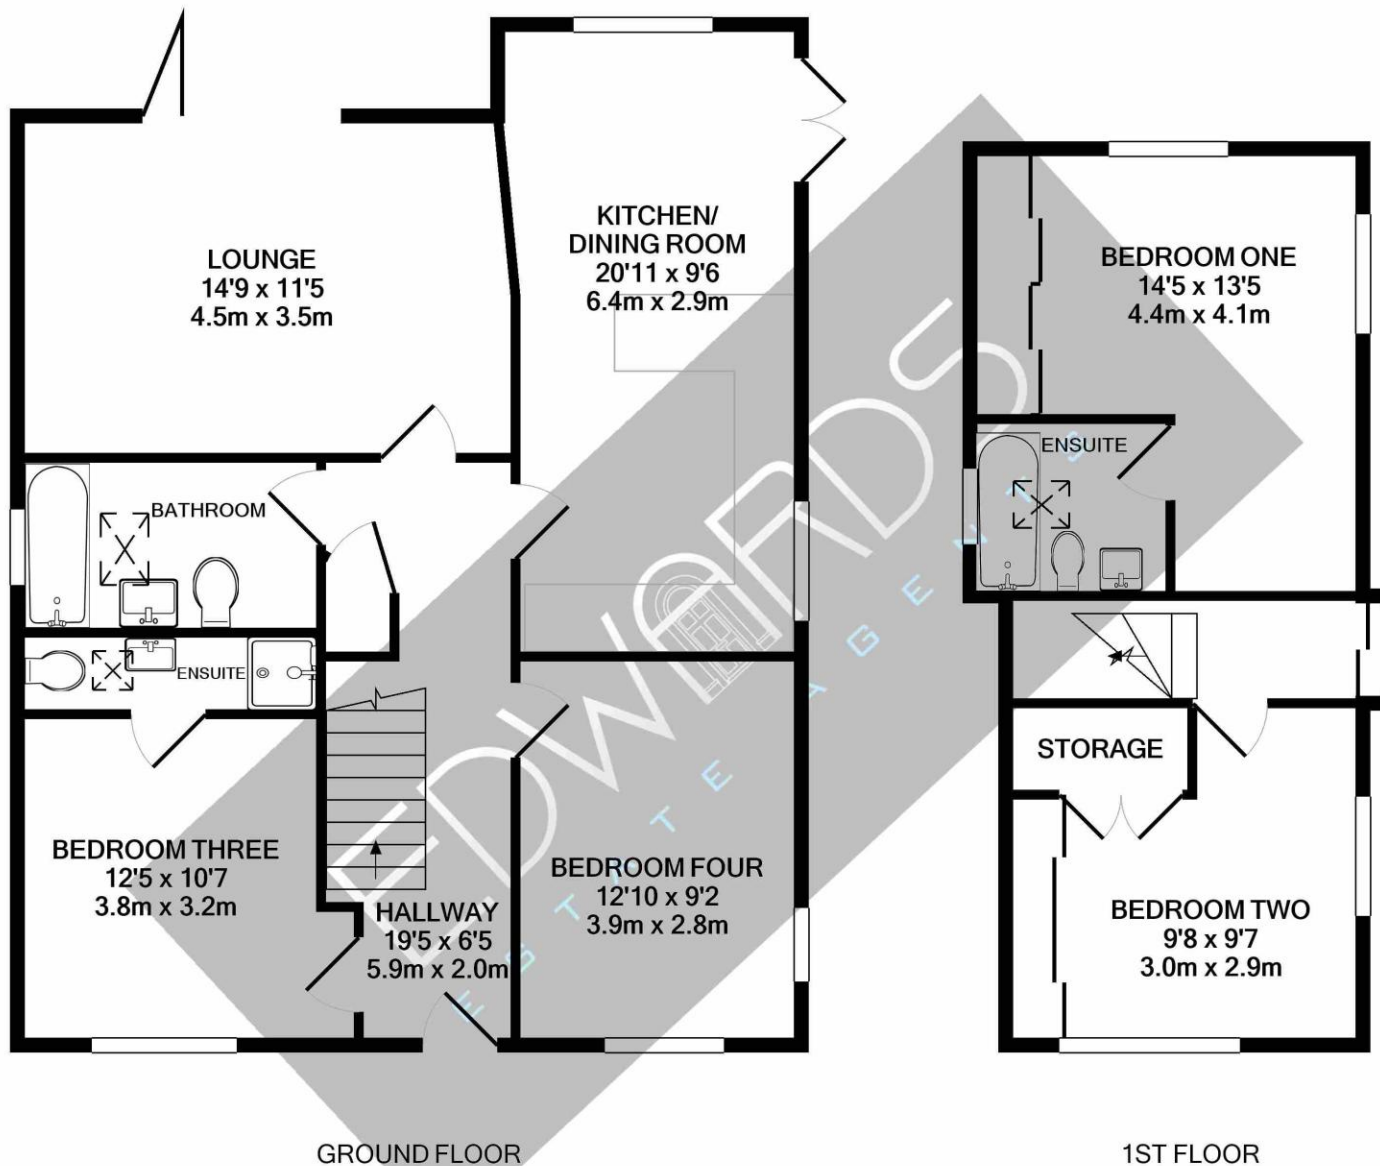 LOUNGE
14'9 x 11'5
4.5m x 3.5m
KITCHEN/
DINING ROOM
20'11 x 9'6
6.4m x 2.9m
BATHROOM
ENSUITE
BEDROOM THREE
12'5 x 10'7
3.8m x 3.2m
HALLWAY
19'5 x 6'5
5.9m x 2.0m
BEDROOM FOUR
12'10 x 9'2
3.9m x 2.8m
GROUND FLOOR
BEDROOM ONE
14'5 x 13'5
4.4m x 4.1m
ENSUITE
STORAGE
BEDROOM TWO
9'8 x 9'7
3.0m x 2.9m
1ST FLOOR
EDWARDS
ESTATE AGENTS